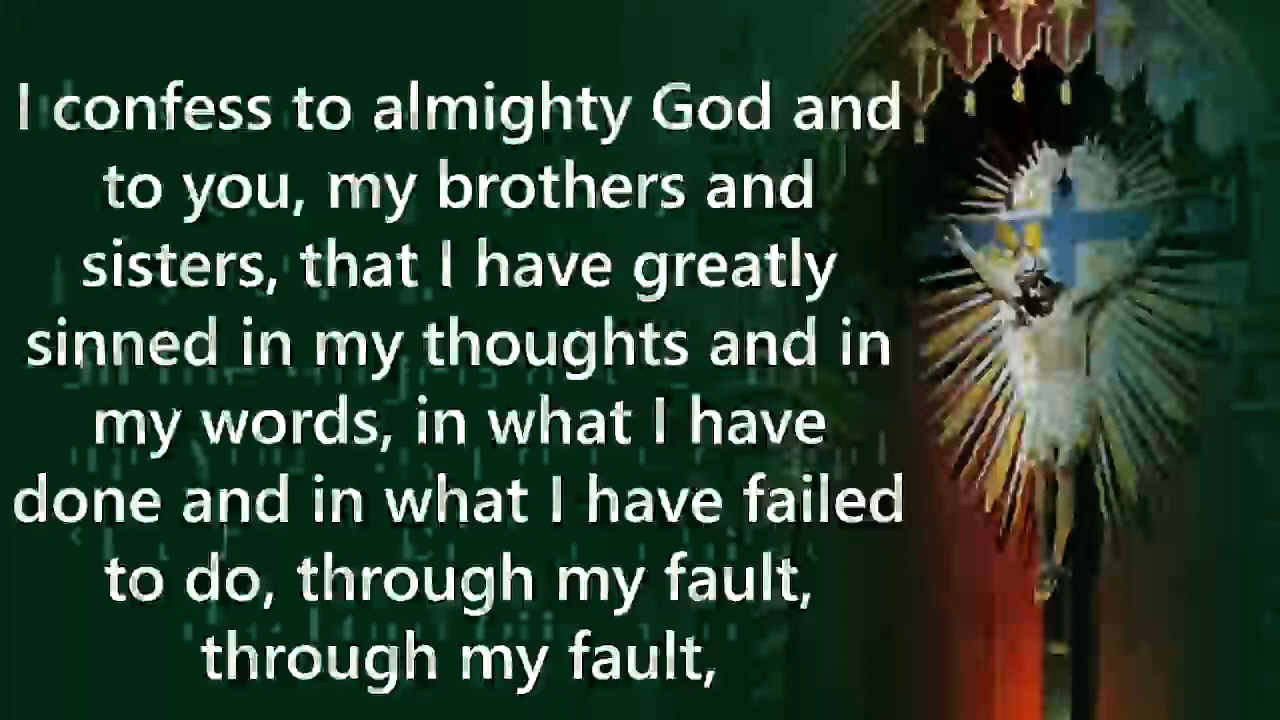 I confess to almighty God and
to you, my brothers and
sisters, that I have greatly
sinned in my thoughts and in
my words, in what I have
done and in what I have failed
to do, through my fault,
through my fault,